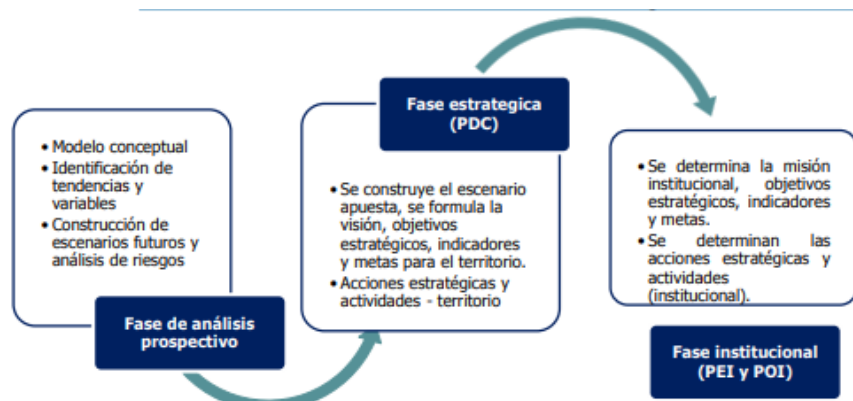 • Modelo conceptual
• Identificación de
tendencias y
variables
• Construcción de
escenarios futuros y
análisis de riesgos
Fase de análisis
prospectivo
Fase estrategica
(PDC)
• Se construye el escenario
apuesta, se formula la
visión, objetivos
estratégicos, indicadores
y metas para el territorio.
• Acciones estratégicas y
actividades - territorio
• Se determina la misión
institucional, objetivos
estratégicos, indicadores
y metas.
• Se determinan las
acciones estratégicas y
actividades
(institucional).
Fase institucional
(PEI y POI)